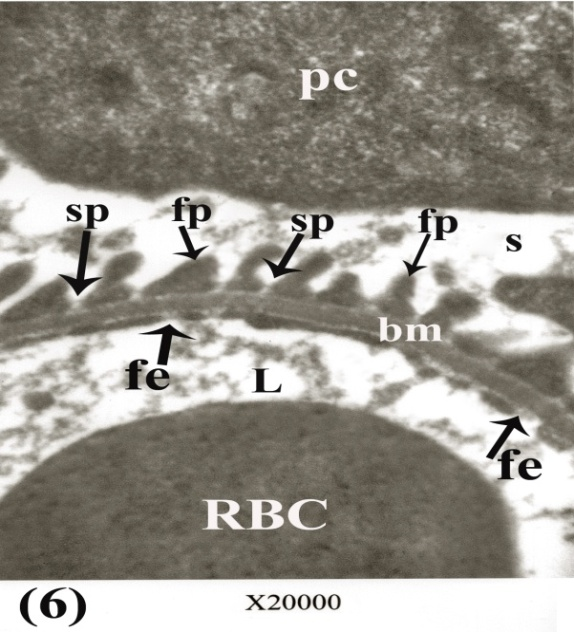 pc
sp fp sp fp s
bm
fe L
fe
RBC
(6) X20000